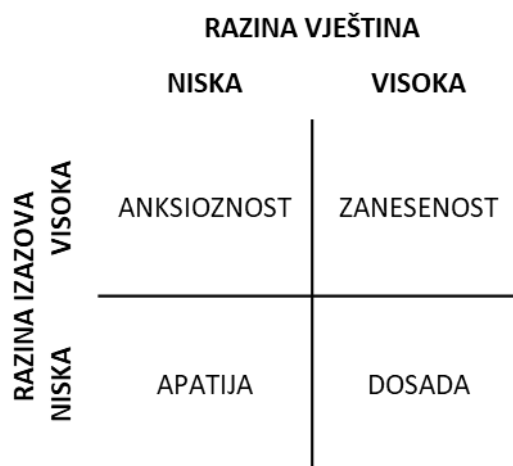 RAZINA VJEŠTINA
NISKA VISOKA
RAZINA IZAZOVA
VISOKA
ANKSIOZNOST ZANESENOST
NISKA
APATIJA DOSADA